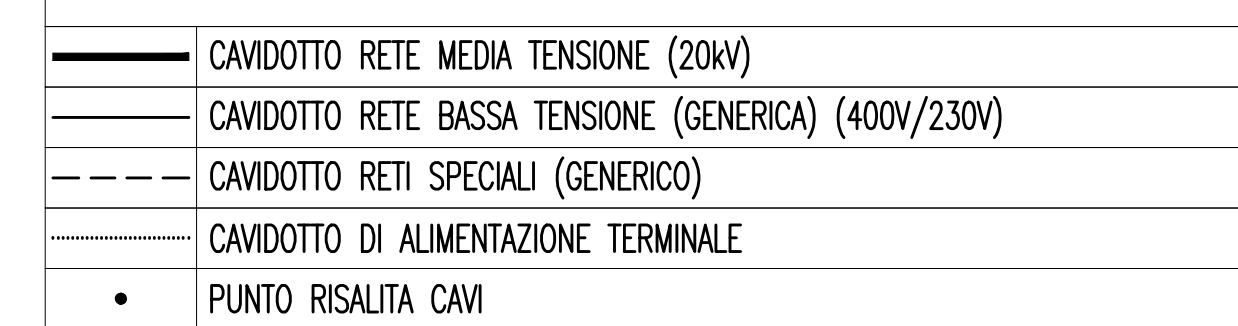 CAVIDOTTO RETE MEDIA TENSIONE (20kV)
CAVIDOTTO RETE BASSA TENSIONE (GENERICA) (400V/230V)
CAVIDOTTO RETI SPECIALI (GENERICO)
CAVIDOTTO DI ALIMENTAZIONE TERMINALE
PUNTO RISALITA CAVI